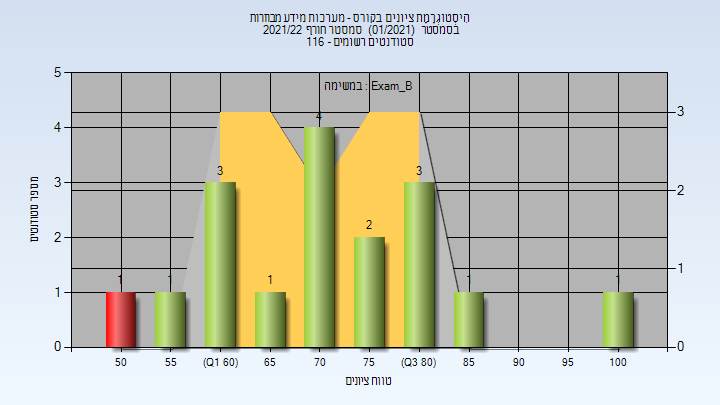 היסטוגרמת ציונים בקורס - מערכות מידע מבחרות
בסמסטר (01/2021) סמסטר חורף 2021/22
סטודנטים רשומים - 116
במשימה : Exam_B
מספר סטודנטים
5
4
3
2
1
0
3
2
1
0
1
1
3
1
4
2
3
1
1
50 55 (Q1 60) 65 70 75 (Q3 80) 85 90 95 100
טווח ציונים